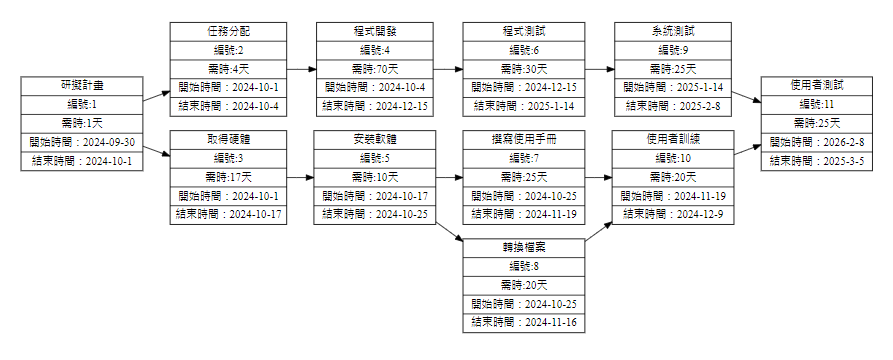 研擬計畫
編號:1
需時:1天
開始時間：2024-09-30
結束時間：2024-10-1
任務分配
編號:2
需時:4天
開始時間：2024-10-1
結束時間：2024-10-4
取得硬體
編號:3
需時:17天
開始時間：2024-10-1
結束時間：2024-10-17
程式開發
編號:4
需時:70天
開始時間：2024-10-4
結束時間：2024-12-15
安裝軟體
編號:5
需時:10天
開始時間：2024-10-17
結束時間：2024-10-25
程式測試
編號:6
需時:30天
開始時間：2024-12-15
結束時間：2025-1-14
撰寫使用手冊
編號:7
需時:25天
開始時間：2024-10-25
結束時間：2024-11-19
轉換檔案
編號:8
需時:20天
開始時間：2024-10-25
結束時間：2024-11-16
系統測試
編號:9
需時:25天
開始時間：2025-1-14
結束時間：2025-2-8
使用者訓練
編號:10
需時:20天
開始時間：2024-11-19
結束時間：2024-12-9
使用者測試
編號:11
需時:25天
開始時間：2026-2-8
結束時間：2025-3-5